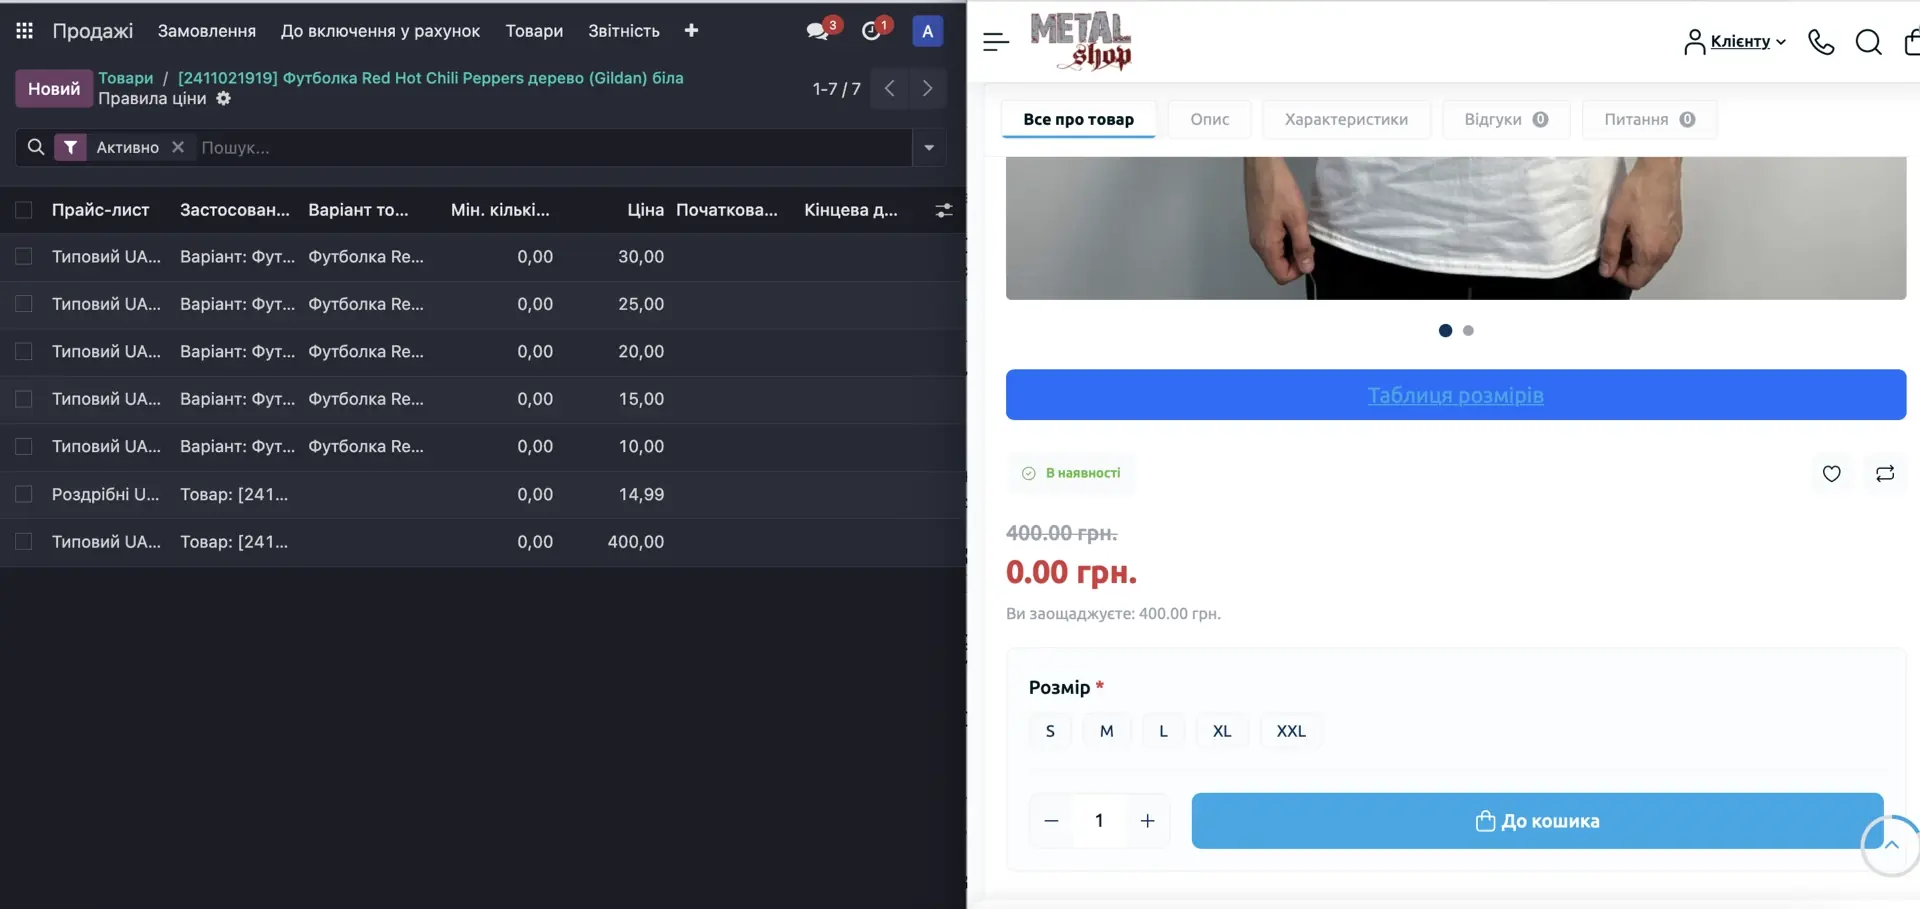 Продажі Замовлення До включення у рахунок Товари Звітність 3 1 A
Новий
Товари / [2411021919] Футболка Red Hot Chili Peppers дерево (Gildan) біла
Правила ціни
1-7 / 7
Активно Пошук...
Прайс-лист Застосован... Варіант то... Мін. кількі... Ціна Початкова... Кінцева д...
Типовий UA... Варіант: Фут... Футболка Re... 0,00 30,00
Типовий UA... Варіант: Фут... Футболка Re... 0,00 25,00
Типовий UA... Варіант: Фут... Футболка Re... 0,00 20,00
Типовий UA... Варіант: Фут... Футболка Re... 0,00 15,00
Типовий UA... Варіант: Фут... Футболка Re... 0,00 10,00
Роздрібні U... Товар: [241... 0,00 14,99
Типовий UA... Товар: [241... 0,00 400,00
METAL
shop
Клієнту
Все про товар Опис Характеристики Відгуки 0 Питання 0
Таблиця розмірів
В наявності
400.00 грн.
0.00 грн.
Ви заощаджуєте: 400.00 грн.
Розмір *
S M L XL XXL
1
До кошика